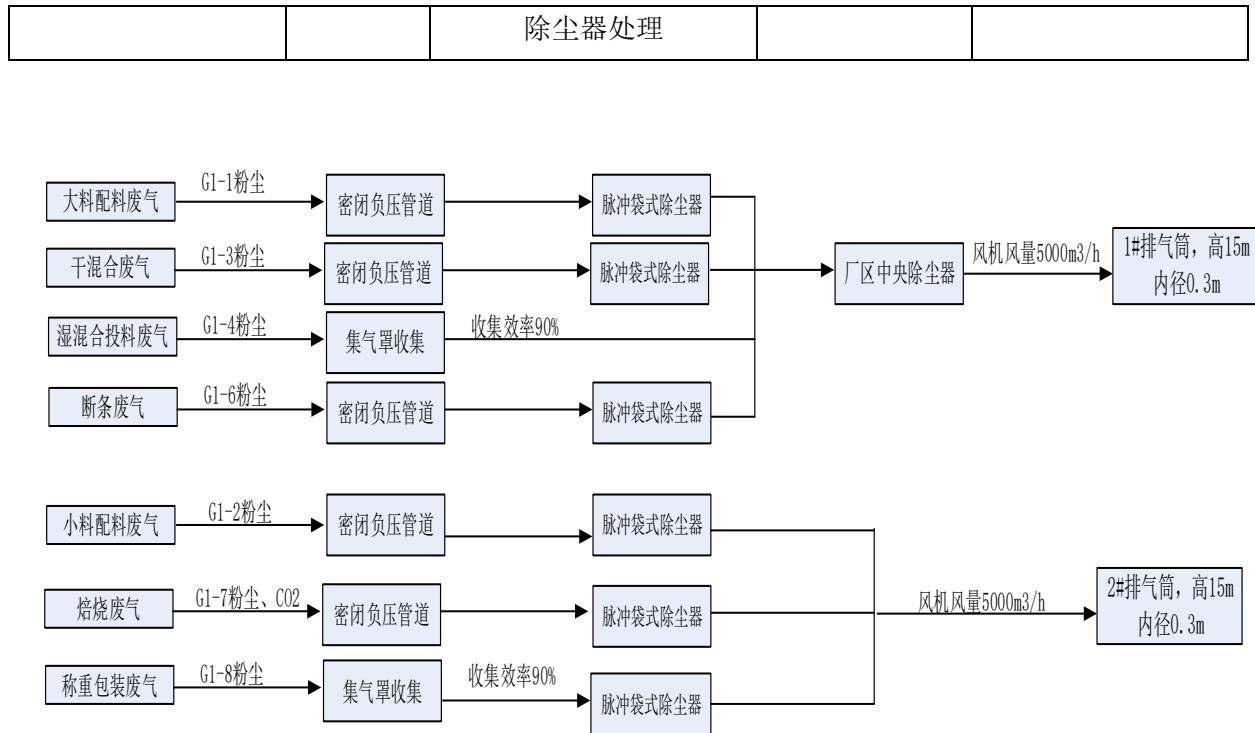 除尘器处理
大料配料废气
G1-1粉尘
密闭负压管道
脉冲袋式除尘器
干混合废气
G1-3粉尘
密闭负压管道
脉冲袋式除尘器
厂区中央除尘器
风机风量5000m3/h
1#排气筒，高15m
内径0.3m
湿混合投料废气
G1-4粉尘
集气罩收集
收集效率90%
断条废气
G1-6粉尘
密闭负压管道
脉冲袋式除尘器
小料配料废气
G1-2粉尘
密闭负压管道
脉冲袋式除尘器
焙烧废气
G1-7粉尘、CO2
密闭负压管道
脉冲袋式除尘器
风机风量5000m3/h
2#排气筒，高15m
内径0.3m
称重包装废气
G1-8粉尘
集气罩收集
收集效率90%
脉冲袋式除尘器